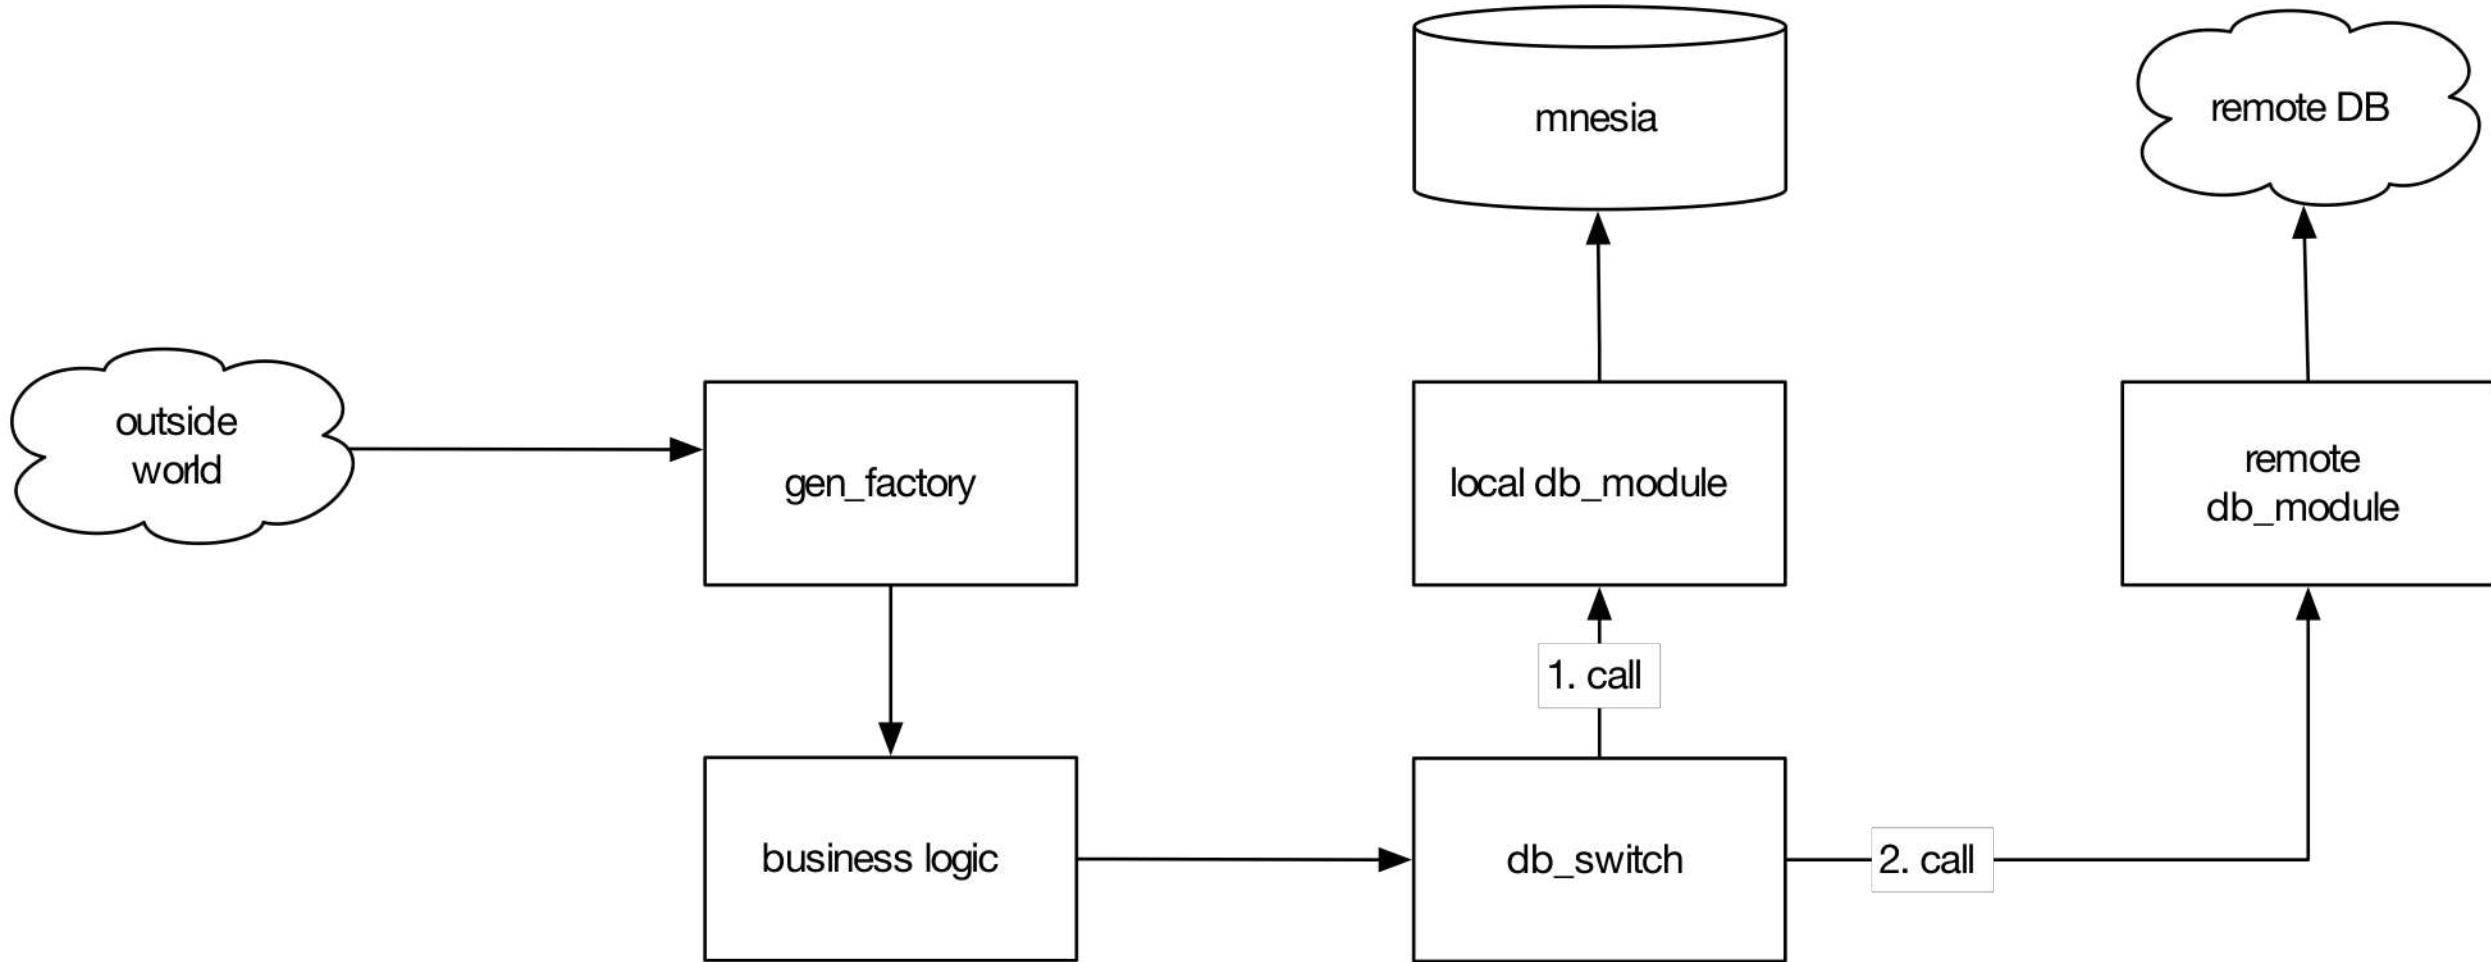 mnesia
remote DB
outside
world
gen_factory
local db_module
remote
db_module
1. call
business logic
db_switch
2. call